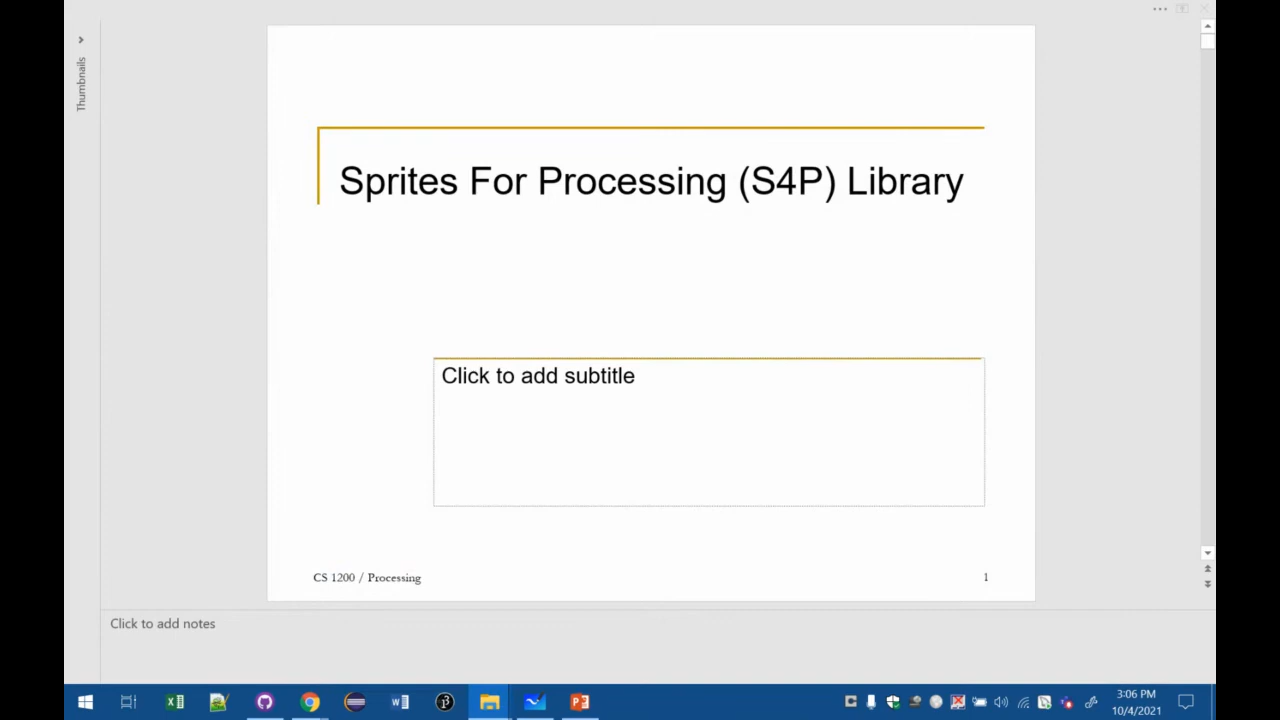 Thumbnails
Sprites For Processing (S4P) Library
Click to add subtitle
CS 1200 / Processing
1
Click to add notes
3:06 PM
10/4/2021